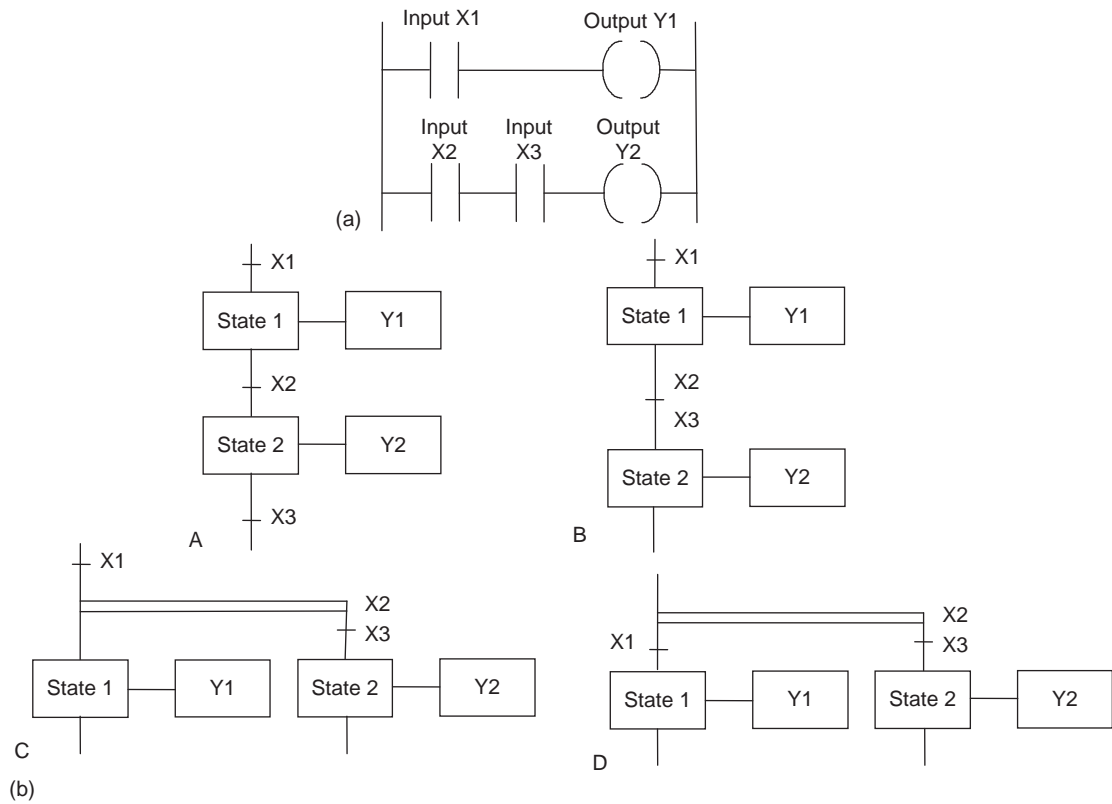 Input X1
Output Y1
Input
X2
Input
X3
Output
Y2
(a)
X1
State 1
Y1
X2
State 2
Y2
X3
A
X1
State 1
Y1
X2
X3
State 2
Y2
B
X1
X2
X3
State 1
Y1
State 2
Y2
C
X2
X1
X3
State 1
Y1
State 2
Y2
D
(b)